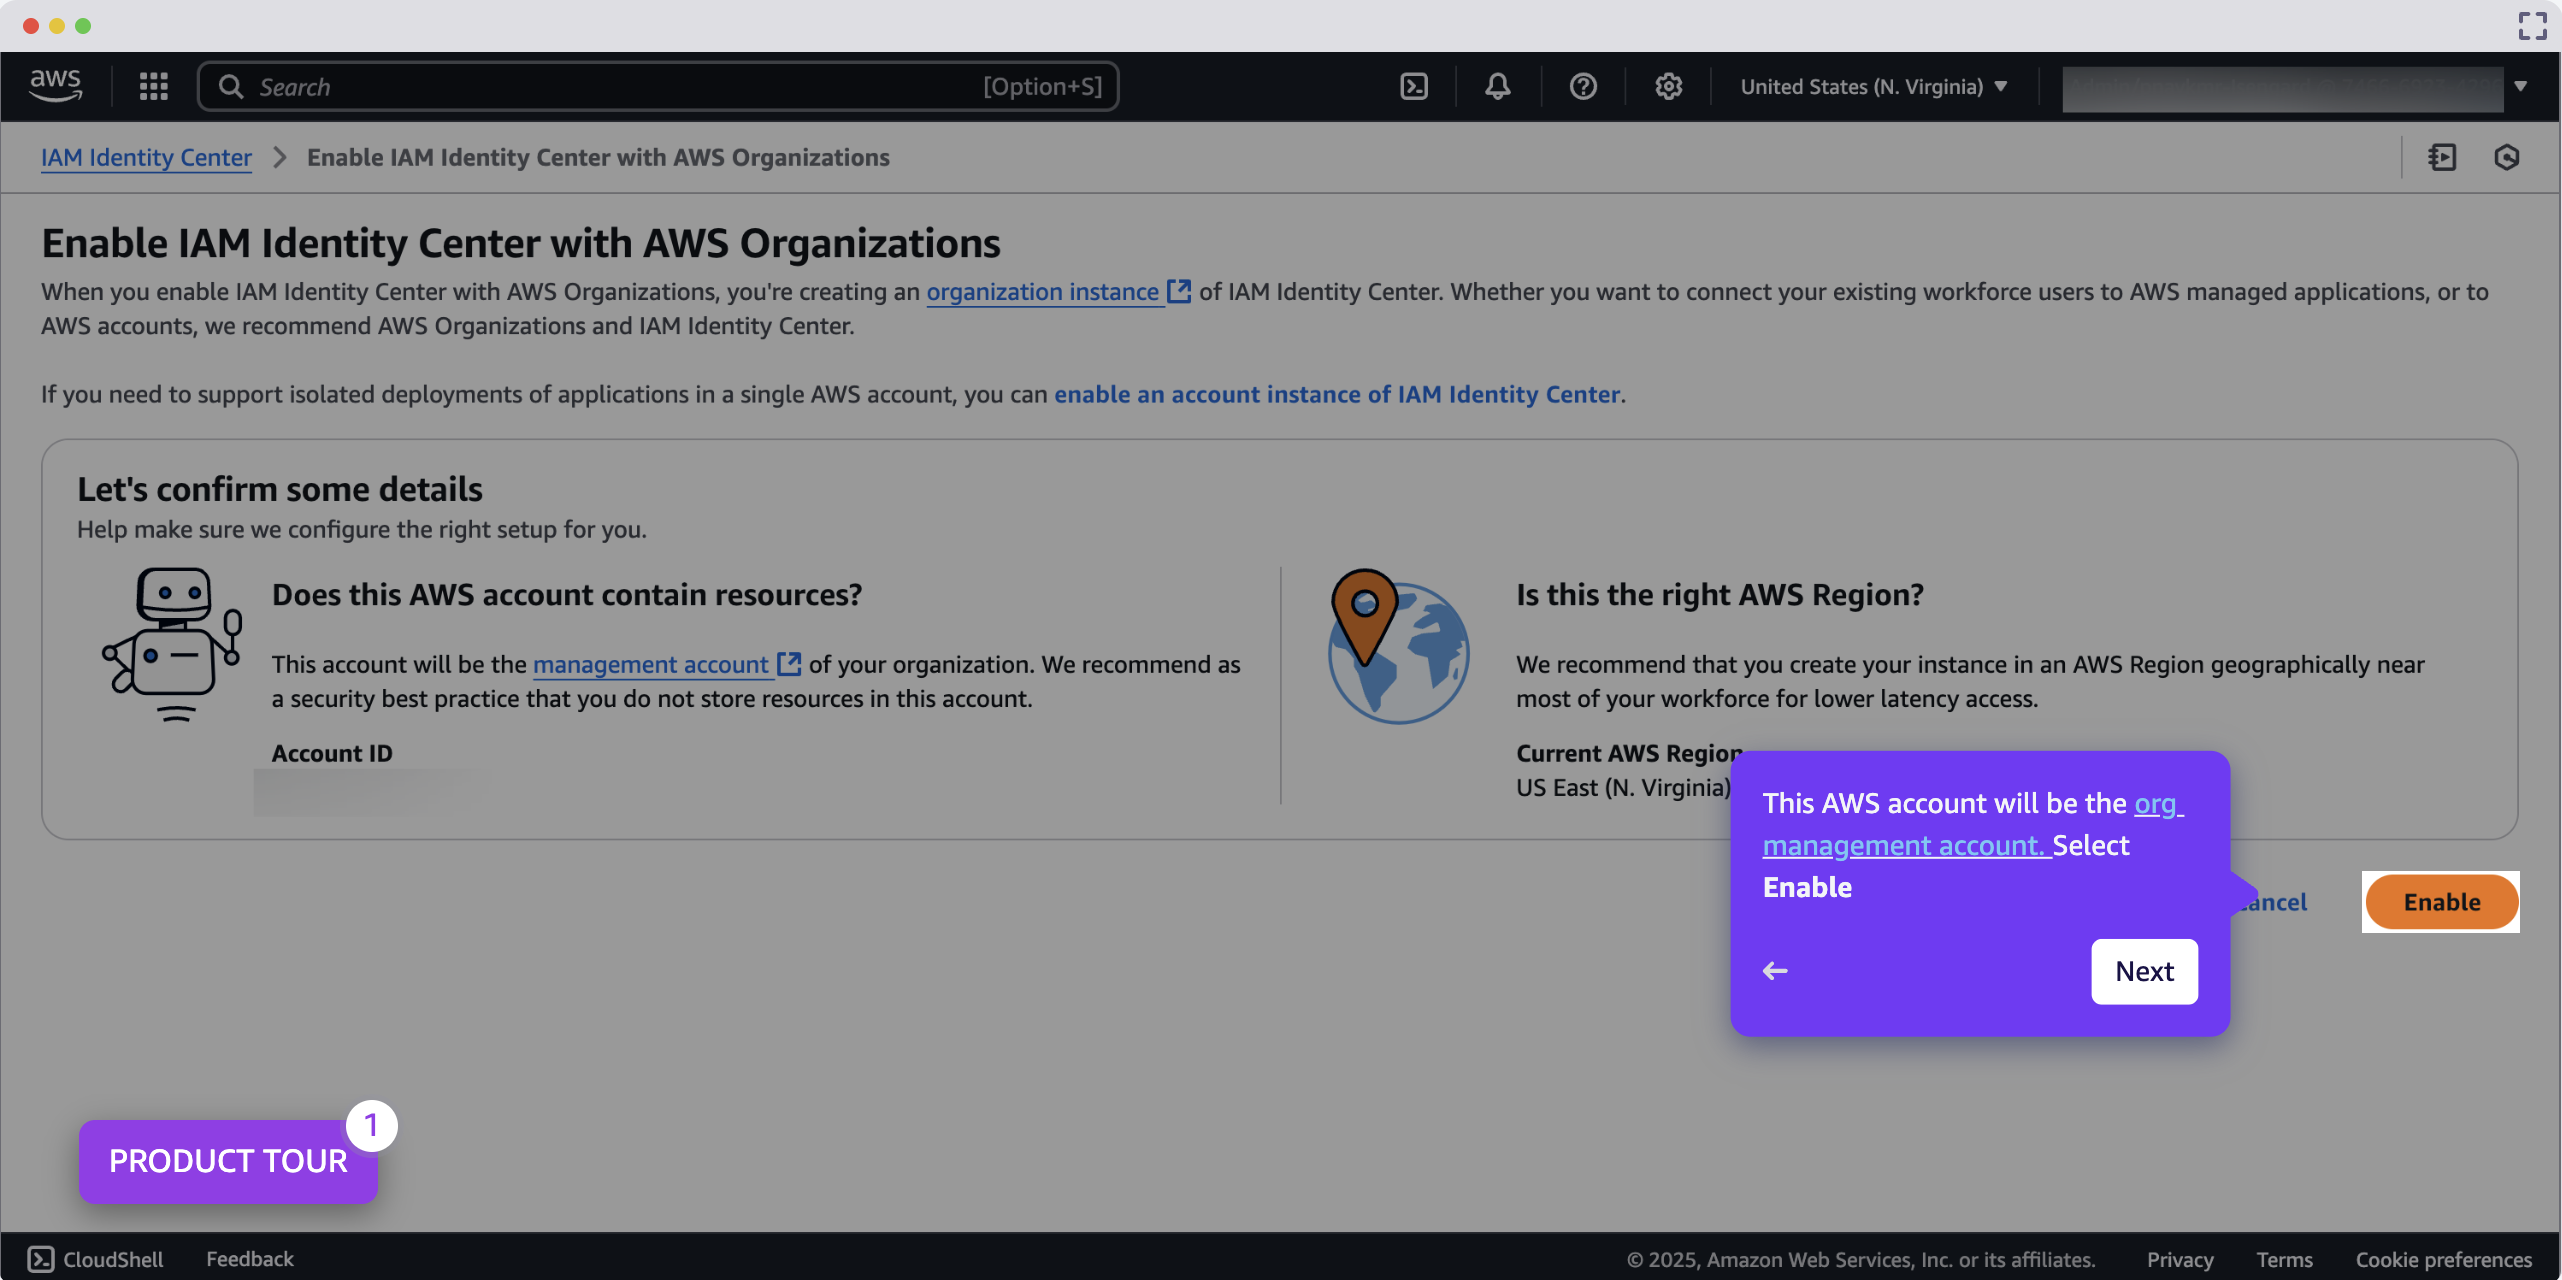 aws
Search
[Option+S]
United States (N. Virginia)
IAM Identity Center
Enable IAM Identity Center with AWS Organizations
Enable IAM Identity Center with AWS Organizations
When you enable IAM Identity Center with AWS Organizations, you're creating an organization instance of IAM Identity Center. Whether you want to connect your existing workforce users to AWS managed applications, or to
AWS accounts, we recommend AWS Organizations and IAM Identity Center.
If you need to support isolated deployments of applications in a single AWS account, you can enable an account instance of IAM Identity Center.
Let's confirm some details
Help make sure we configure the right setup for you.
Does this AWS account contain resources?
This account will be the management account of your organization. We recommend as
a security best practice that you do not store resources in this account.
Account ID
Is this the right AWS Region?
We recommend that you create your instance in an AWS Region geographically near
most of your workforce for lower latency access.
Current AWS Region
US East (N. Virginia)
This AWS account will be the org
management account. Select
Enable
Next
ancel
Enable
PRODUCT TOUR
1
CloudShell
Feedback
© 2025, Amazon Web Services, Inc. or its affiliates.
Privacy
Terms
Cookie preferences